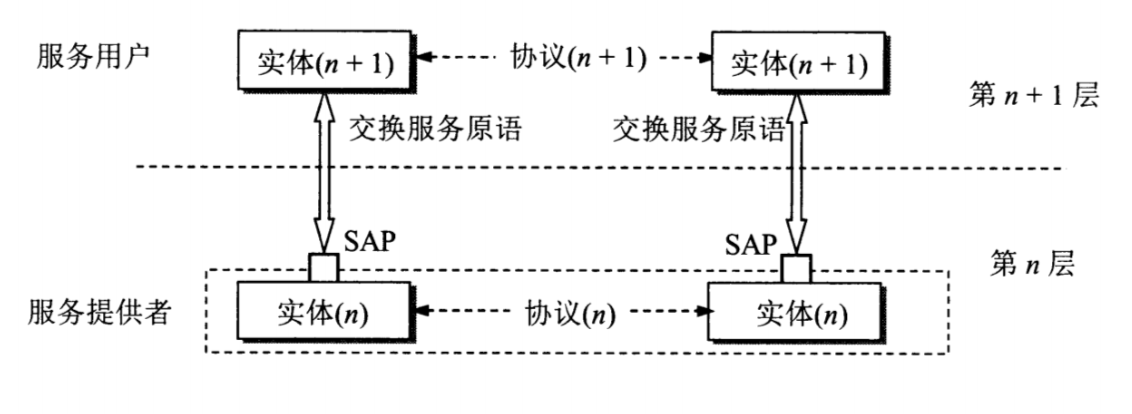 服务用户
实体(n + 1)
协议(n + 1)
实体(n + 1)
第 n + 1 层
交换服务原语
交换服务原语
SAP
SAP
第 n 层
服务提供者
实体(n)
协议(n)
实体(n)